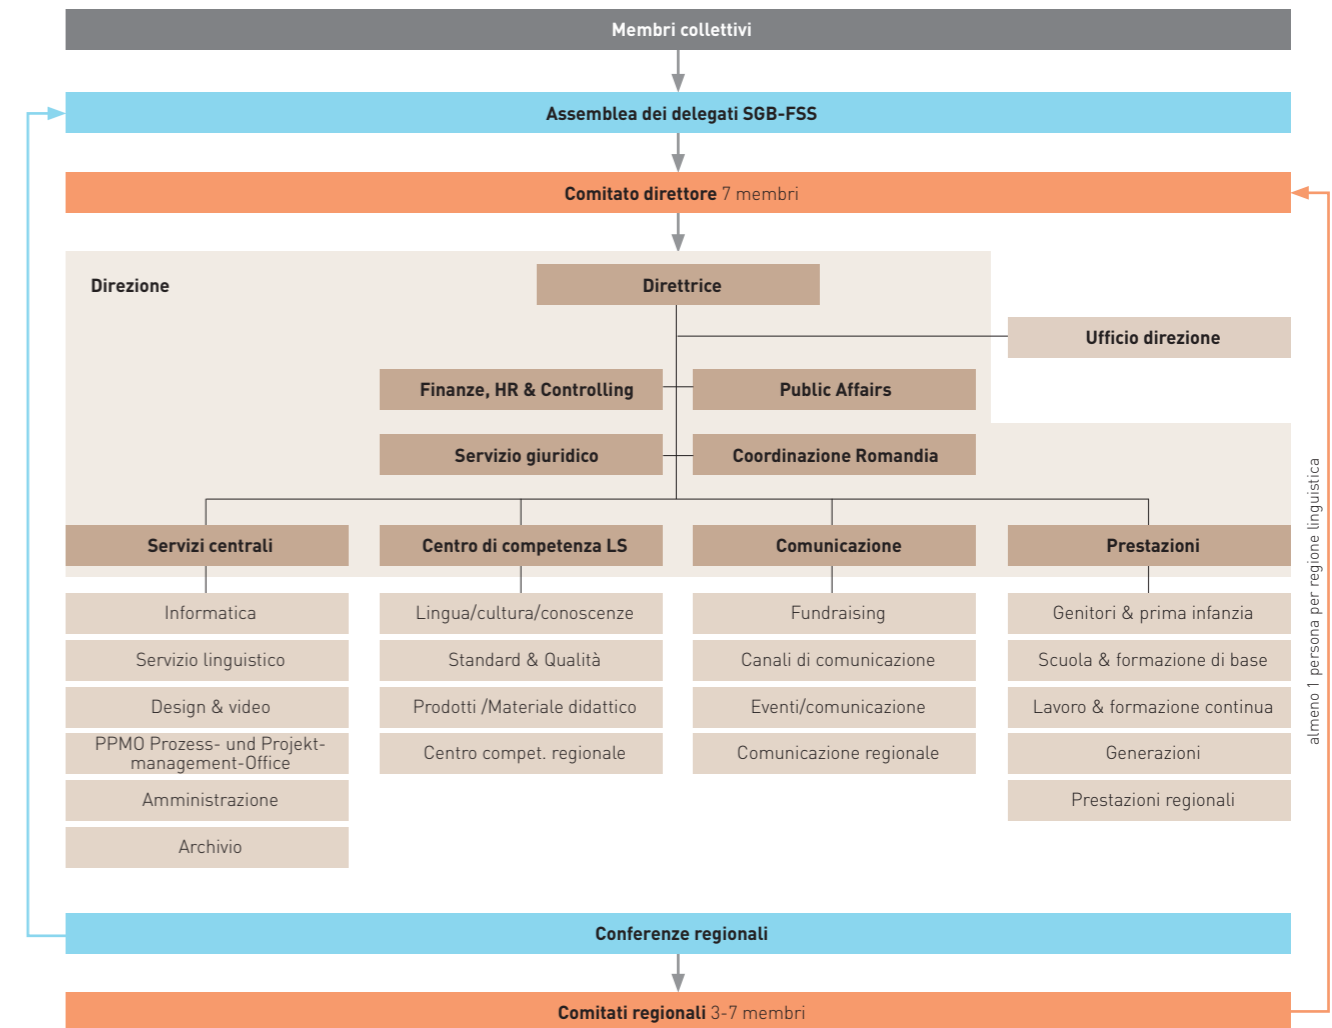 Membri collettivi
Assemblea dei delegati SGB-FSS
Comitato direttore 7 membri
Direzione
Direttrice
Ufficio direzione
Finanze, HR & Controlling
Public Affairs
Servizio giuridico
Coordinazione Romandia
Servizi centrali
Centro di competenza LS
Comunicazione
Prestazioni
Informatica
Servizio linguistico
Design & video
PPMO Prozess- und Projekt-
management-Office
Amministrazione
Archivio
Lingua/cultura/conoscenze
Standard & Qualità
Prodotti /Materiale didattico
Centro compet. regionale
Fundraising
Canali di comunicazione
Eventi/comunicazione
Comunicazione regionale
Genitori & prima infanzia
Scuola & formazione di base
Lavoro & formazione continua
Generazioni
Prestazioni regionali
almeno 1 persona per regione linguistica
Conferenze regionali
Comitati regionali 3-7 membri